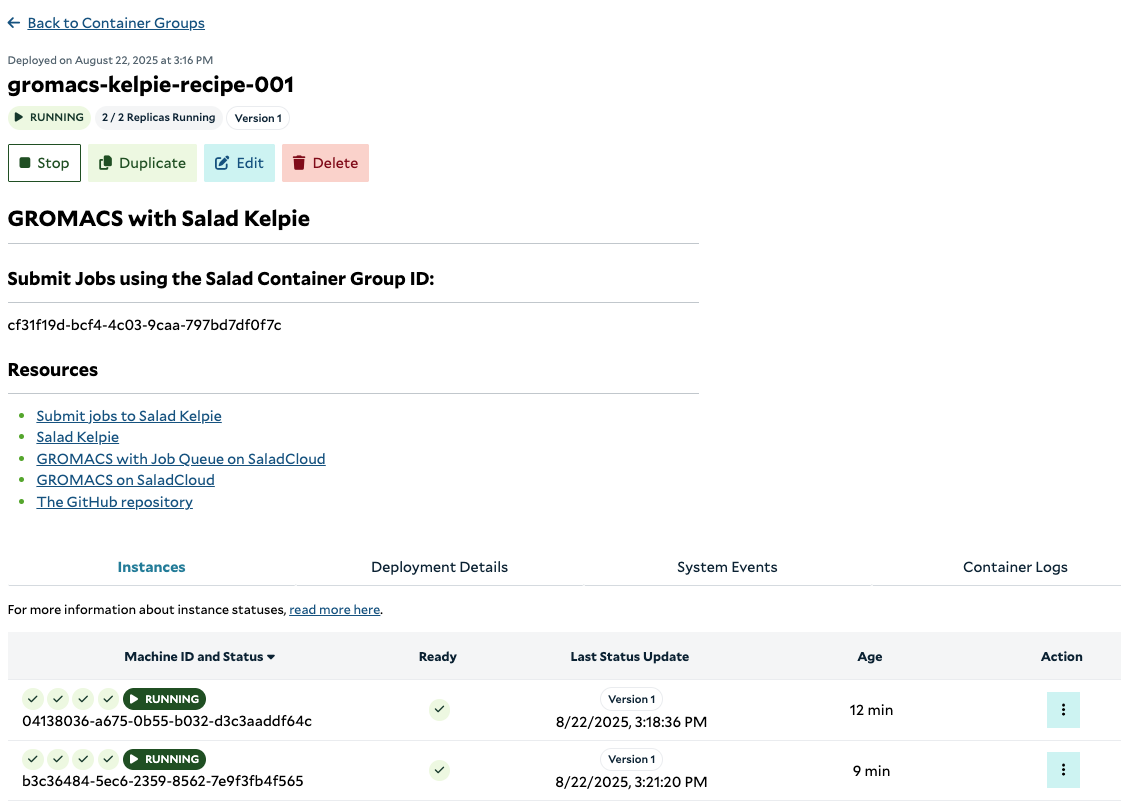 Back to Container Groups
Deployed on August 22, 2025 at 3:16 PM
gromacs-kelpie-recipe-001
RUNNING 2 / 2 Replicas Running Version 1
Stop Duplicate Edit Delete
GROMACS with Salad Kelpie
Submit Jobs using the Salad Container Group ID:
cf31f19d-bcf4-4c03-9caa-797bd7df0f7c
Resources
Submit jobs to Salad Kelpie
Salad Kelpie
GROMACS with Job Queue on SaladCloud
GROMACS on SaladCloud
The GitHub repository
Instances Deployment Details System Events Container Logs
For more information about instance statuses, read more here.
Machine ID and Status Ready Last Status Update Age Action
RUNNING Version 1
04138036-a675-0b55-b032-d3c3aaddf64c 8/22/2025, 3:18:36 PM 12 min
RUNNING Version 1
b3c36484-5ec6-2359-8562-7e9f3fb4f565 8/22/2025, 3:21:20 PM 9 min